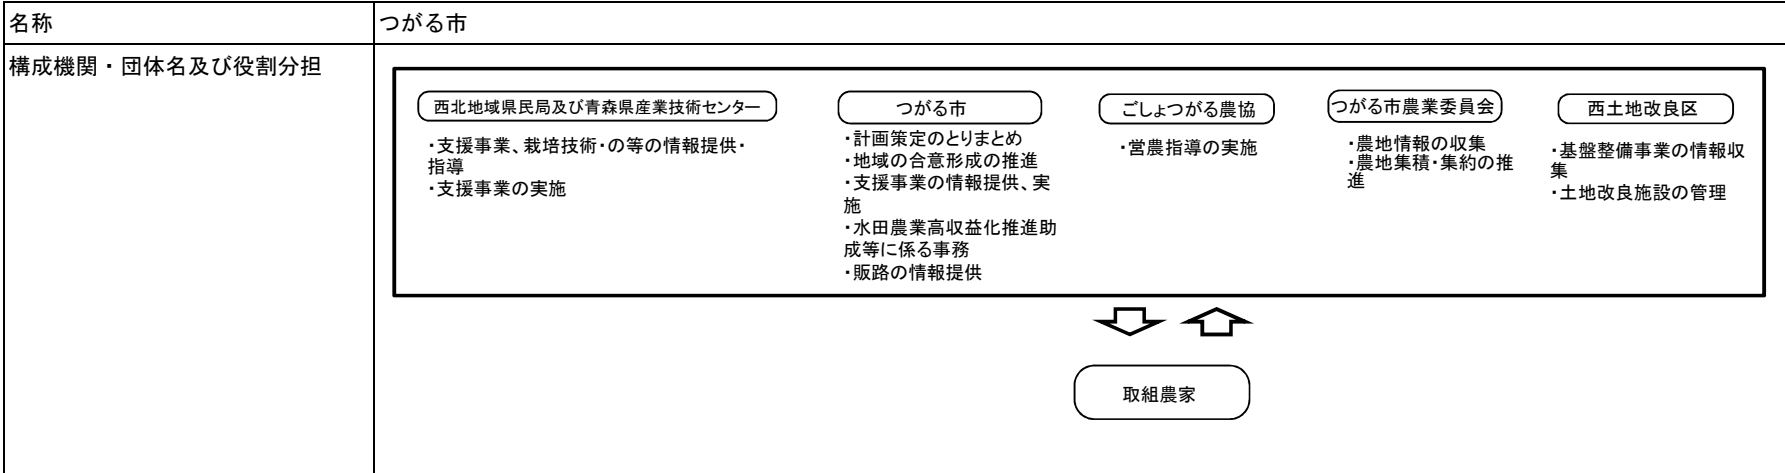 名称
つがる市
構成機関・団体名及び役割分担
西北地域県民局及び青森県産業技術センター
・支援事業、栽培技術・の等の情報提供・
指導
・支援事業の実施
つがる市
・計画策定のとりまとめ
・地域の合意形成の推進
・支援事業の情報提供、実
施
・水田農業高収益化推進助
成等に係る事務
・販路の情報提供
ごしょつがる農協
・営農指導の実施
つがる市農業委員会
・農地情報の収集
・農地集積・集約の推
進
西土地改良区
・基盤整備事業の情報収
集
・土地改良施設の管理
取組農家